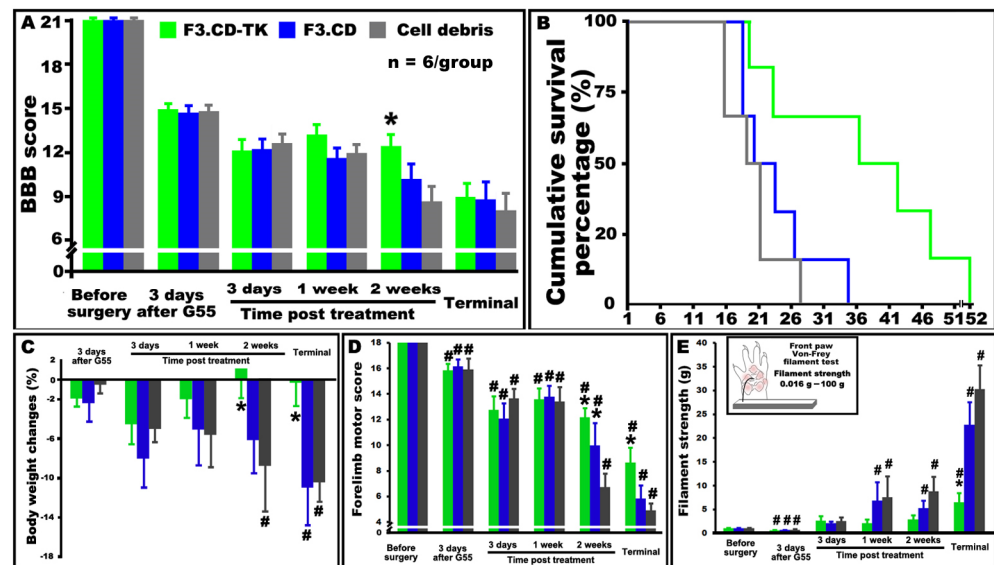 A
F3.CD-TK F3.CD Cell debris
n = 6/group
BBB score
21
18
15
12
9
6
0
*
Before surgery
3 days after G55
3 days 1 week 2 weeks
Time post treatment
Terminal
B
Cumulative survival percentage (%)
100
75
50
20
0
1 6 11 16 21 26 31 36 41 46 51 52
C
Body weight changes (%)
2
-2
-6
-10
-14
-18
3 days after G55
3 days 1 week 2 weeks
Time post treatment
Terminal
* # * # #
D
Forelimb motor score
18
16
14
12
10
8
6
4
0
# # #
# # #
# # #
# * # * #
# * # #
Before surgery
3 days after G55
3 days 1 week 2 weeks
Time post treatment
Terminal
E
Filament strength (g)
40
35
30
25
20
15
10
5
0
Front paw
Von-Frey
filament test
Filament strength
0.016 g – 100 g
# # #
# #
# #
# * # #
Before surgery
3 days after G55
3 days 1 week 2 weeks
Time post treatment
Terminal